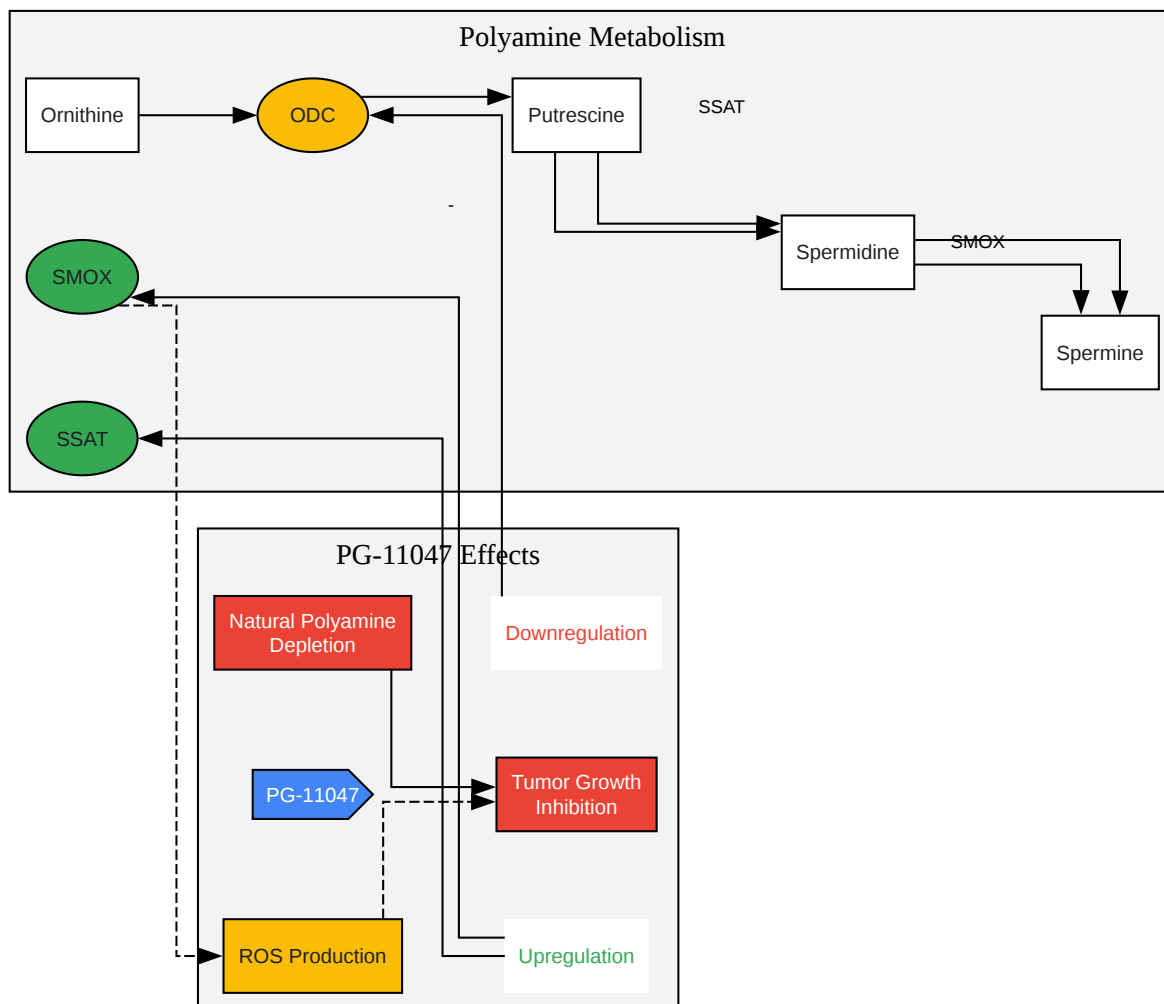 Polyamine Metabolism
Ornithine
ODC
Putrescine
SSAT
-
SMOX
Spermidine
SMOX
Spermine
SSAT
PG-11047 Effects
Natural Polyamine
Depletion
Downregulation
PG-11047
Tumor Growth
Inhibition
ROS Production
Upregulation